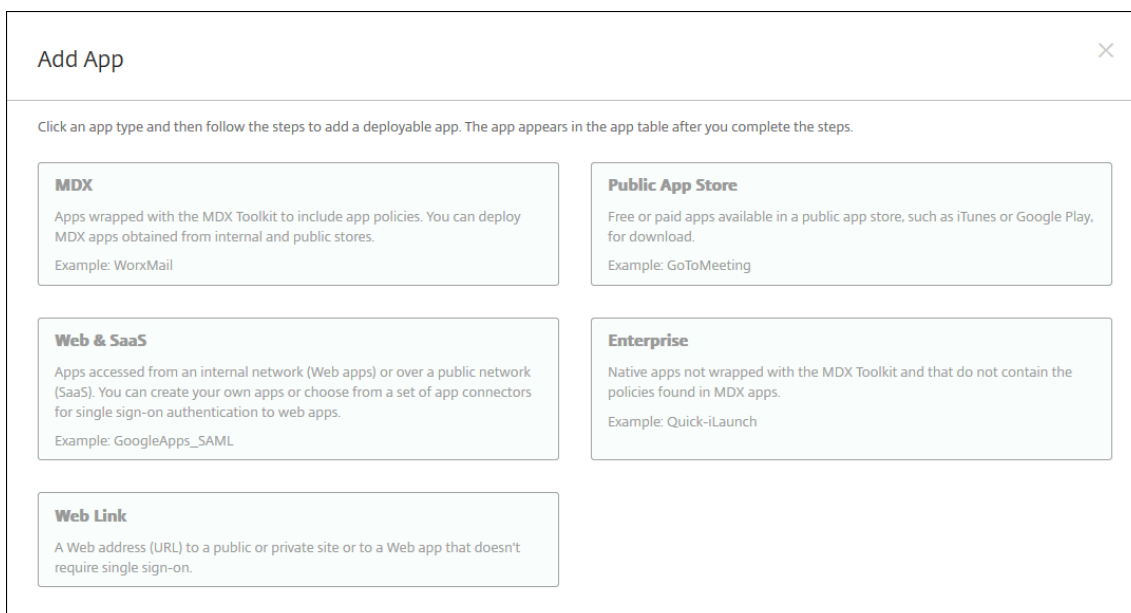 Add App
Click an app type and then follow the steps to add a deployable app. The app appears in the app table after you complete the steps.
MDX
Apps wrapped with the MDX Toolkit to include app policies. You can deploy
MDX apps obtained from internal and public stores.
Example: WorxMail
Public App Store
Free or paid apps available in a public app store, such as iTunes or Google Play,
for download.
Example: GoToMeeting
Web & SaaS
Apps accessed from an internal network (Web apps) or over a public network
(SaaS). You can create your own apps or choose from a set of app connectors
for single sign-on authentication to web apps.
Example: GoogleApps_SAML
Enterprise
Native apps not wrapped with the MDX Toolkit and that do not contain the
policies found in MDX apps.
Example: Quick-iLaunch
Web Link
A Web address (URL) to a public or private site or to a Web app that doesn't
require single sign-on.